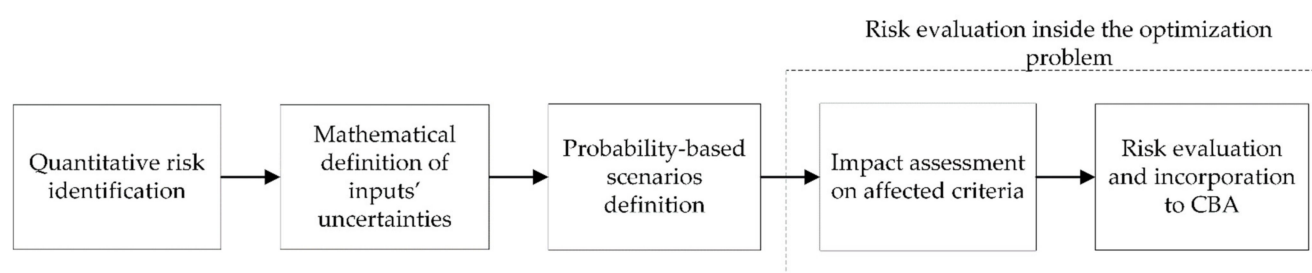 Risk evaluation inside the optimization
problem
Quantitative risk
identification
Mathematical
definition of
inputs’
uncertainties
Probability-based
scenarios
definition
Impact assessment
on affected criteria
Risk evaluation
and incorporation
to CBA